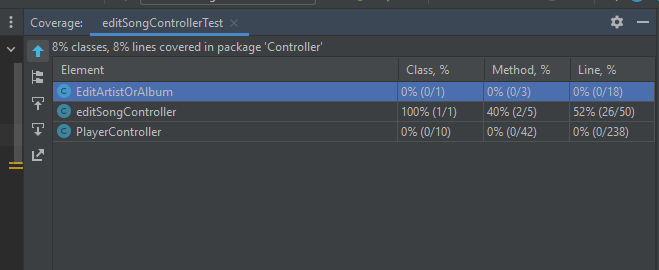 Coverage: editSongControllerTest
8% classes, 8% lines covered in package 'Controller'
Element Class, % Method, % Line, %
C EditArtistOrAlbum 0% (0/1) 0% (0/3) 0% (0/18)
C editSongController 100% (1/1) 40% (2/5) 52% (26/50)
C PlayerController 0% (0/10) 0% (0/42) 0% (0/238)